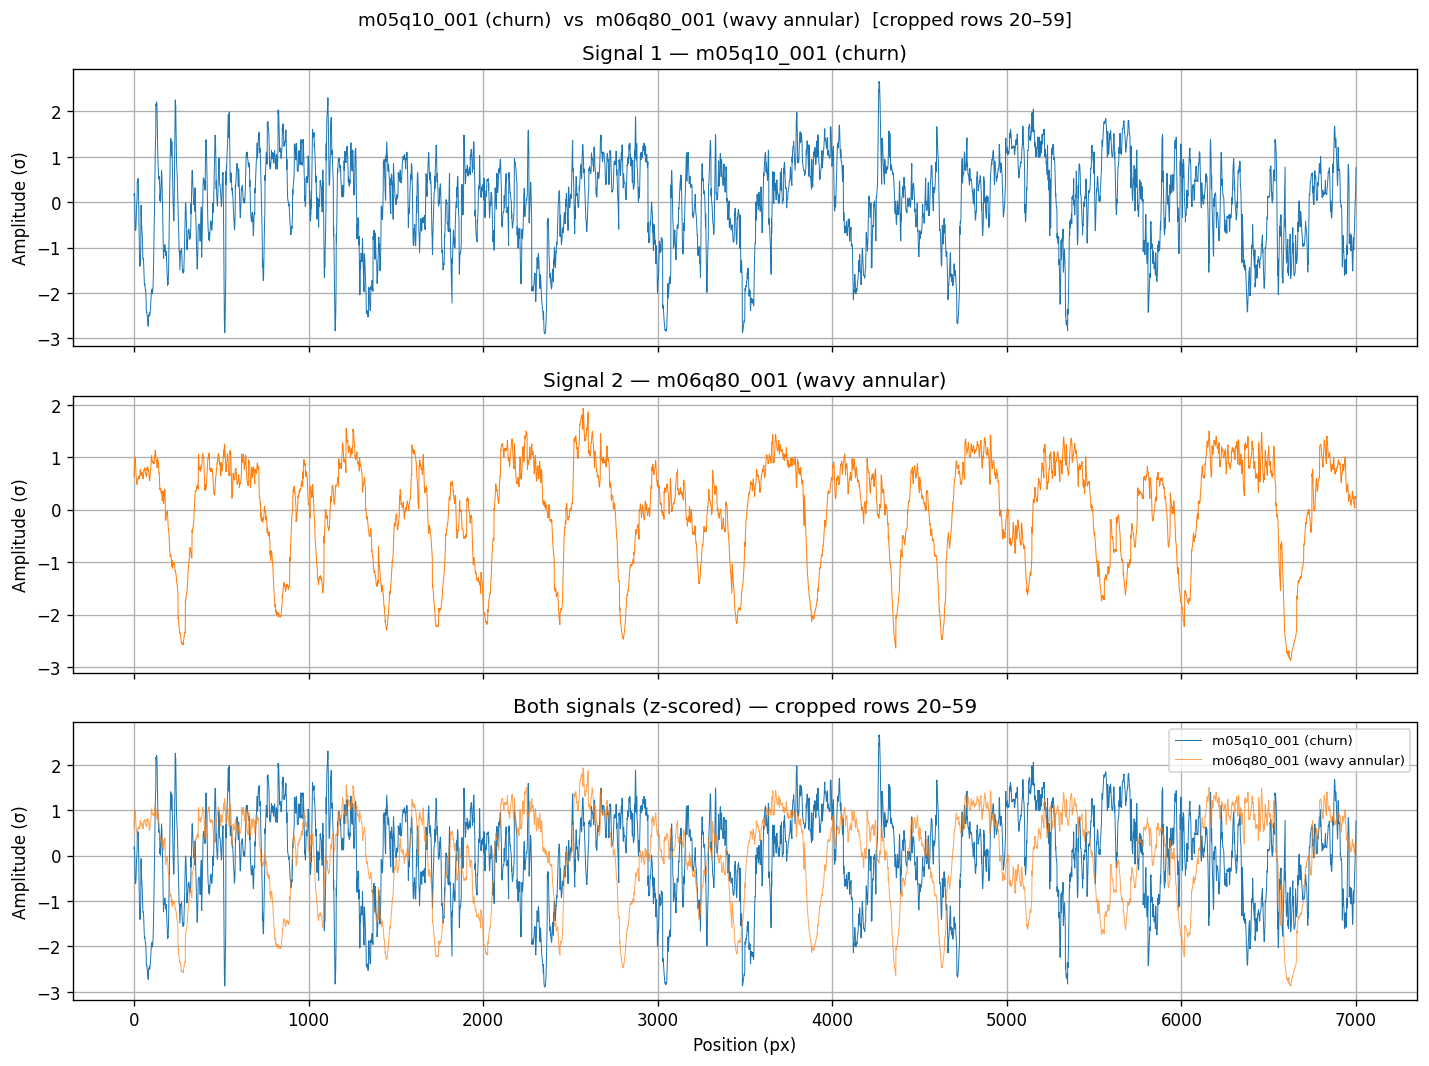 m05q10_001 (churn)  vs  m06q80_001 (wavy annular)  [cropped rows 20–59]
Signal 1 — m05q10_001 (churn)
Amplitude (σ)
2
1
0
−1
−2
−3
Signal 2 — m06q80_001 (wavy annular)
Amplitude (σ)
2
1
0
−1
−2
−3
Both signals (z-scored) — cropped rows 20–59
m05q10_001 (churn)
m06q80_001 (wavy annular)
Amplitude (σ)
2
1
0
−1
−2
−3
0 1000 2000 3000 4000 5000 6000 7000
Position (px)